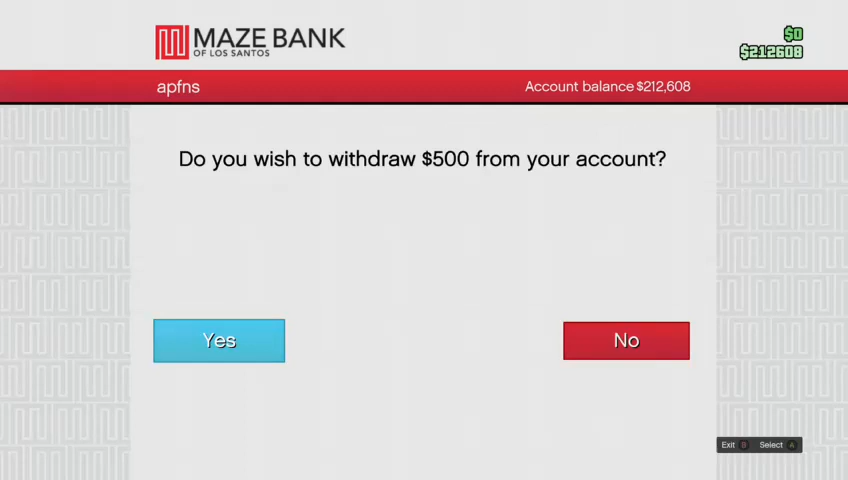 MAZE BANK
OF LOS SANTOS
$0
$212608
apfns
Account balance $212,608
Do you wish to withdraw $500 from your account?
Yes
No
Exit B Select A